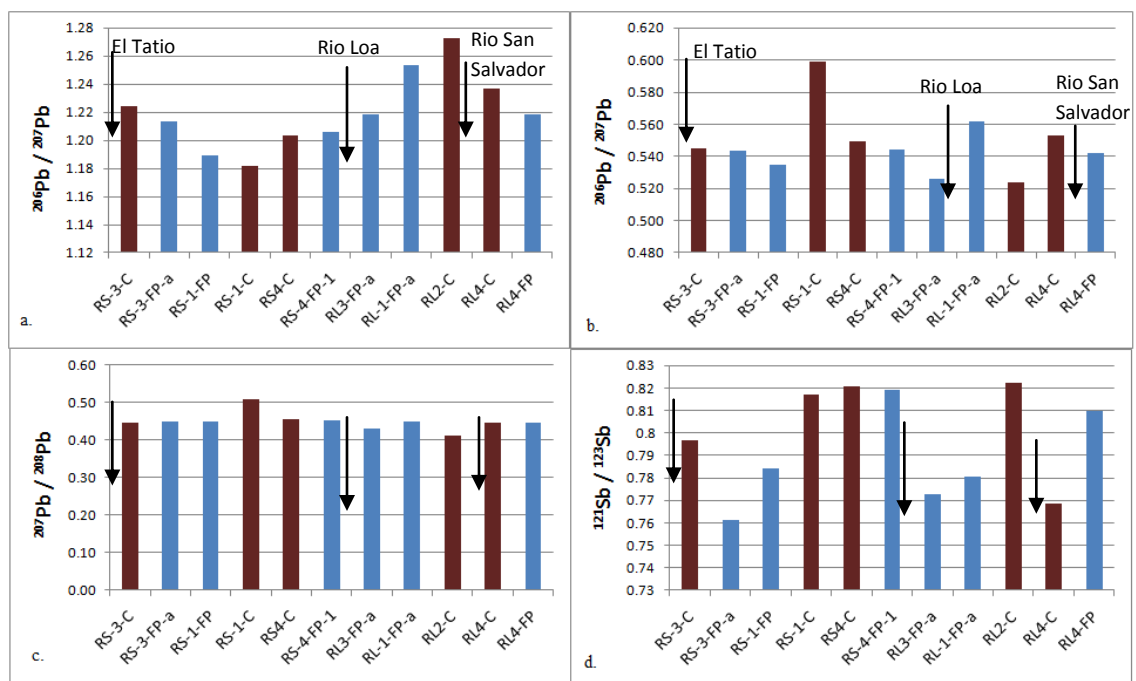 1.28
1.26
1.24
1.22
1.20
1.18
1.16
1.14
1.12
²⁰⁶Pb / ²⁰⁷Pb
El Tatio
Rio Loa
Rio San
Salvador
RS-3-C
RS-3-FP-a
RS-1-FP
RS-1-C
RS4-C
RS-4-FP-1
RL3-FP-a
RL-1-FP-a
RL2-C
RL4-C
RL4-FP
a.
0.620
0.600
0.580
0.560
0.540
0.520
0.500
0.480
²⁰⁶Pb / ²⁰⁷Pb
El Tatio
Rio Loa
Rio San
Salvador
RS-3-C
RS-3-FP-a
RS-1-FP
RS-1-C
RS4-C
RS-4-FP-1
RL3-FP-a
RL-1-FP-a
RL2-C
RL4-C
RL4-FP
b.
0.60
0.50
0.40
0.30
0.20
0.10
0.00
²⁰⁷Pb / ²⁰⁸Pb
RS-3-C
RS-3-FP-a
RS-1-FP
RS-1-C
RS4-C
RS-4-FP-1
RL3-FP-a
RL-1-FP-a
RL2-C
RL4-C
RL4-FP
c.
0.83
0.82
0.81
0.8
0.79
0.78
0.77
0.76
0.75
0.74
0.73
¹²¹Sb / ¹²³Sb
RS-3-C
RS-3-FP-a
RS-1-FP
RS-1-C
RS4-C
RS-4-FP-1
RL3-FP-a
RL-1-FP-a
RL2-C
RL4-C
RL4-FP
d.